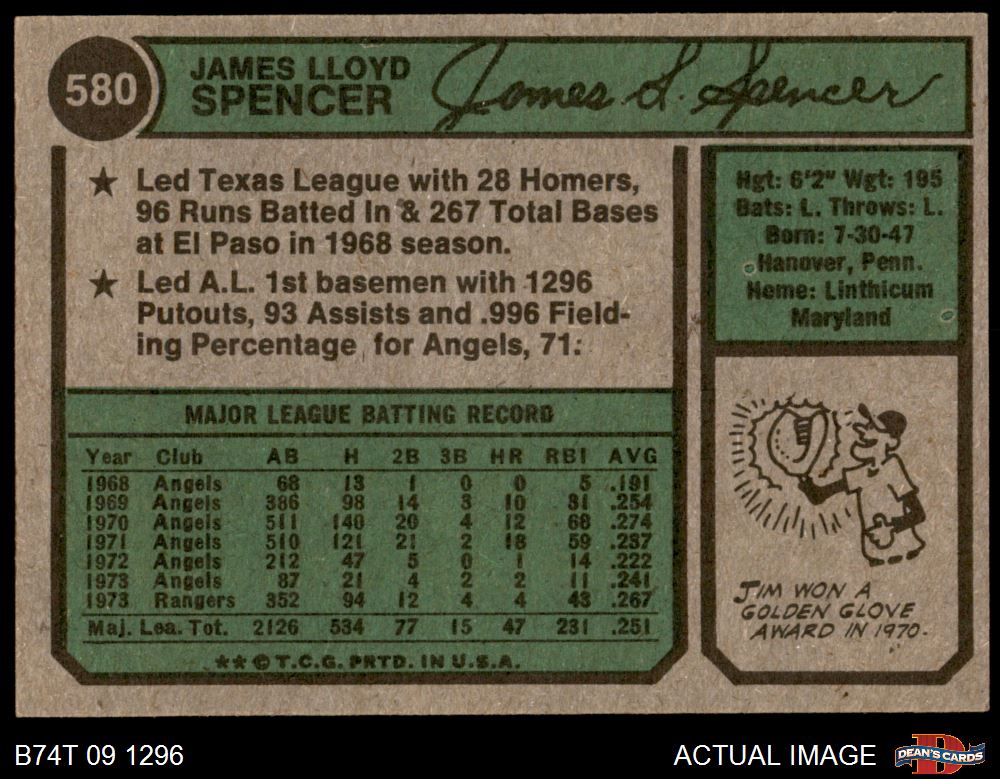 580
JAMES LLOYD
SPENCER
James L. Spencer
★ Led Texas League with 28 Homers,
96 Runs Batted In & 267 Total Bases
at El Paso in 1968 season.
★ Led A.L. 1st basemen with 1296
Putouts, 93 Assists and .996 Field-
ing Percentage for Angels, 71.
Hgt: 6'2" Wgt: 195
Bats: L. Throws: L.
Born: 7-30-47
Hanover, Penn.
Home: Linthicum
Maryland
MAJOR LEAGUE BATTING RECORD
Year Club AB H 2B 3B HR RBI AVG
1968 Angels 68 13 1 0 0 5 .191
1969 Angels 386 98 14 3 10 31 .254
1970 Angels 511 140 20 4 12 68 .274
1971 Angels 510 121 21 2 18 59 .237
1972 Angels 212 47 5 0 1 14 .222
1973 Angels 87 21 4 2 2 11 .241
1973 Rangers 352 94 12 4 4 43 .267
Maj. Lea. Tot. 2126 534 77 15 47 231 .251
★★ © T.C.G. PRTD. IN U.S.A.
JIM WON A
GOLDEN GLOVE
AWARD IN 1970.
B74T 09 1296
ACTUAL IMAGE
DEAN'S CARDS